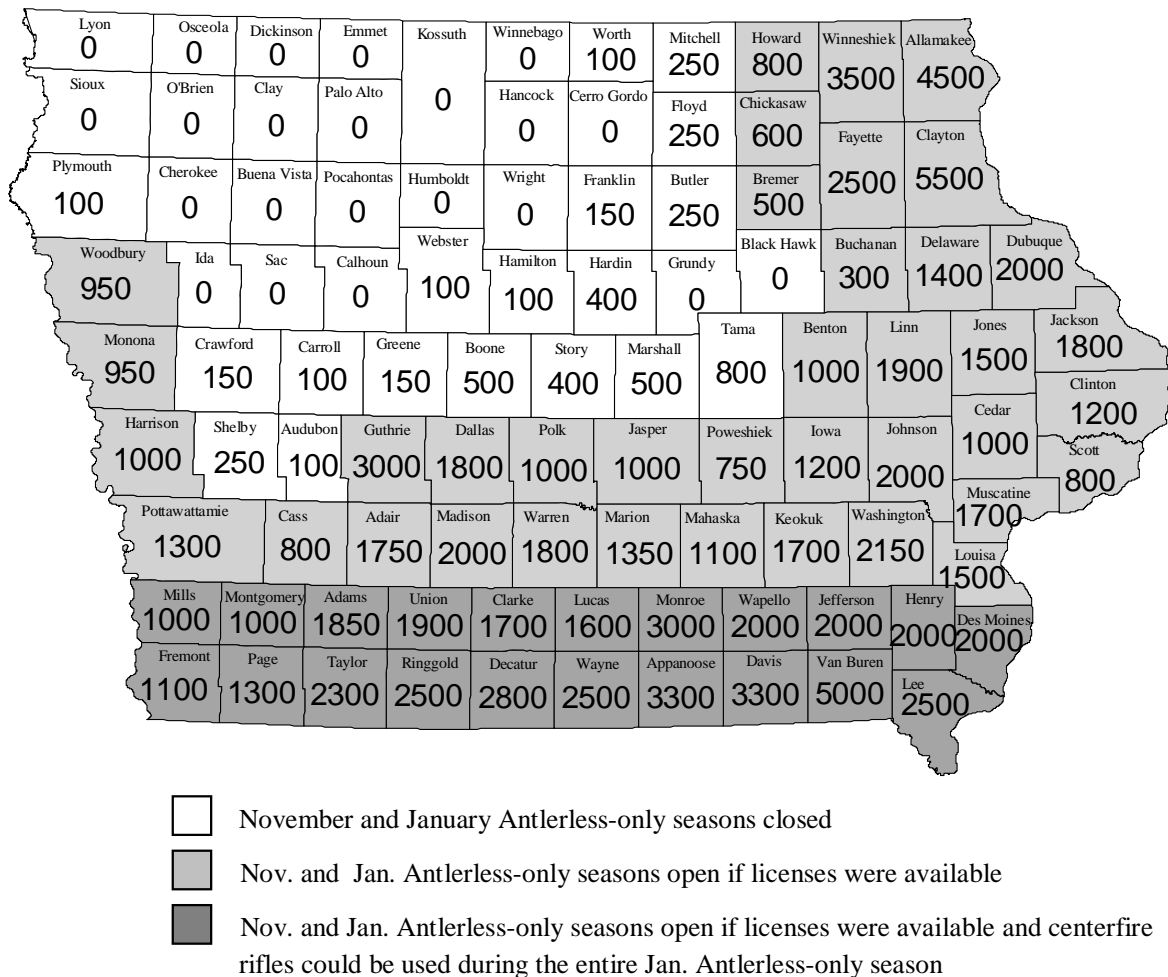 Lyon Osceola Dickinson Emmet Kossuth Winnebago Worth Mitchell Howard Winneshiek Allamakee
0 0 0 0 0 0 100 250 800 3500 4500
Sioux O'Brien Clay Palo Alto Hancock Cerro Gordo Floyd Chickasaw Fayette Clayton
0 0 0 0 0 0 250 600 2500 5500
Plymouth Cherokee Buena Vista Pocahontas Humboldt Wright Franklin Butler Bremer
100 0 0 0 0 0 150 250 500
Woodbury Ida Sac Calhoun Webster Hamilton Hardin Grundy Black Hawk Buchanan Delaware Dubuque
950 0 0 0 100 100 400 0 0 300 1400 2000
Monona Crawford Carroll Greene Boone Story Marshall Tama Benton Linn Jones Jackson
950 150 100 150 500 400 500 800 1000 1900 1500 1800
Clinton
1200
Harrison Shelby Audubon Guthrie Dallas Polk Jasper Poweshiek Iowa Johnson Cedar Scott
1000 250 100 3000 1800 1000 1000 750 1200 2000 1000 800
Pottawattamie Cass Adair Madison Warren Marion Mahaska Keokuk Washington Muscatine
1300 800 1750 2000 1800 1350 1100 1700 2150 1700
Louisa
1500
Mills Montgomery Adams Union Clarke Lucas Monroe Wapello Jefferson Henry Des Moines
1000 1000 1850 1900 1700 1600 3000 2000 2000 2000 2000
Fremont Page Taylor Ringgold Decatur Wayne Appanoose Davis Van Buren Lee
1100 1300 2300 2500 2800 2500 3300 3300 5000 2500
November and January Antlerless-only seasons closed
Nov. and Jan. Antlerless-only seasons open if licenses were available
Nov. and Jan. Antlerless-only seasons open if licenses were available and centerfire
rifles could be used during the entire Jan. Antlerless-only season